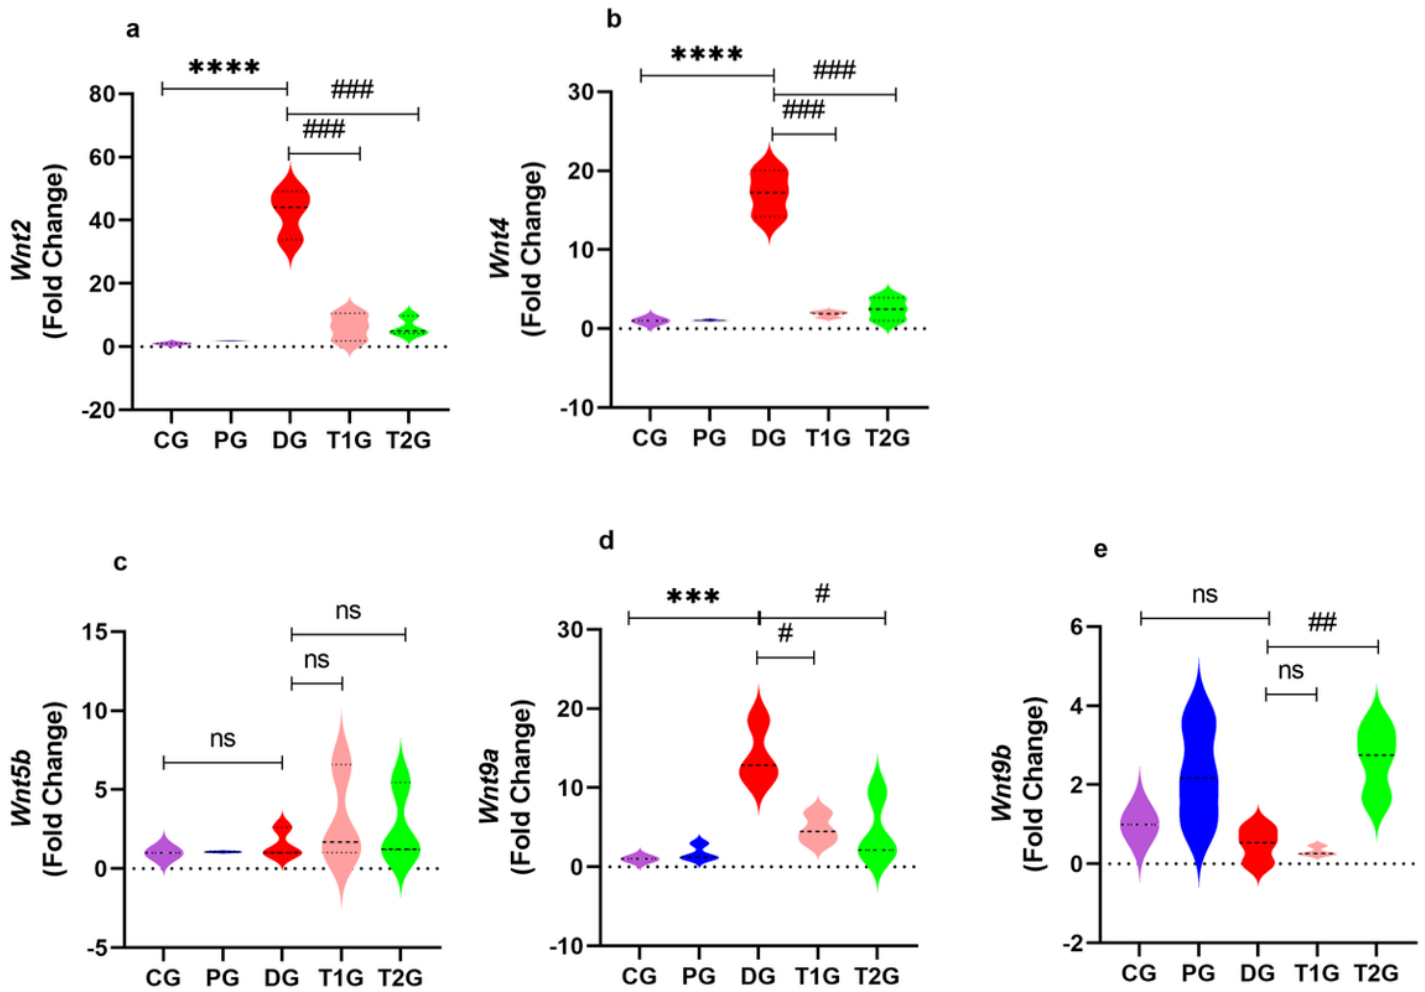 a
****
###
###
80
60
40
20
0
-20
Wnt2
(Fold Change)
CG PG DG T1G T2G
b
****
###
###
30
20
10
0
-10
Wnt4
(Fold Change)
CG PG DG T1G T2G
c
ns
ns
ns
15
10
5
0
-5
Wnt5b
(Fold Change)
CG PG DG T1G T2G
d
***
#
#
30
20
10
0
-10
Wnt9a
(Fold Change)
CG PG DG T1G T2G
e
ns
##
ns
6
4
2
0
-2
Wnt9b
(Fold Change)
CG PG DG T1G T2G